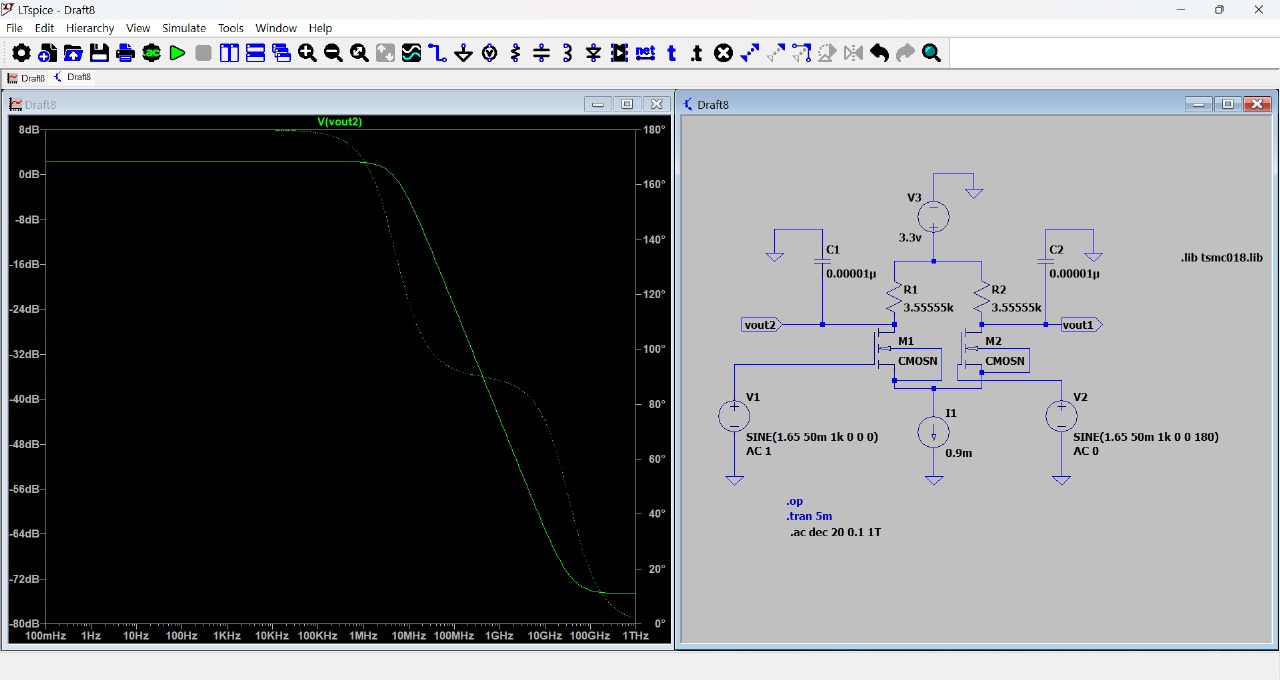 LTspice - Draft8
File Edit Hierarchy View Simulate Tools Window Help
ac net t .t
Draft8 Draft8
Draft8
V(vout2)
8dB
0dB
-8dB
-16dB
-24dB
-32dB
-40dB
-48dB
-56dB
-64dB
-72dB
-80dB
180°
160°
140°
120°
100°
80°
60°
40°
20°
0°
100mHz 1Hz 10Hz 100Hz 1KHz 10KHz 100KHz 1MHz 10MHz 100MHz 1GHz 10GHz 100GHz 1THz
Draft8
V3
3.3v
C1
0.00001µ
C2
0.00001µ
.lib tsmc018.lib
R1
3.55555k
R2
3.55555k
vout2
vout1
M1
CMOSN
M2
CMOSN
V1
SINE(1.65 50m 1k 0 0 0)
AC 1
I1
0.9m
V2
SINE(1.65 50m 1k 0 0 180)
AC 0
.op
.tran 5m
.ac dec 20 0.1 1T